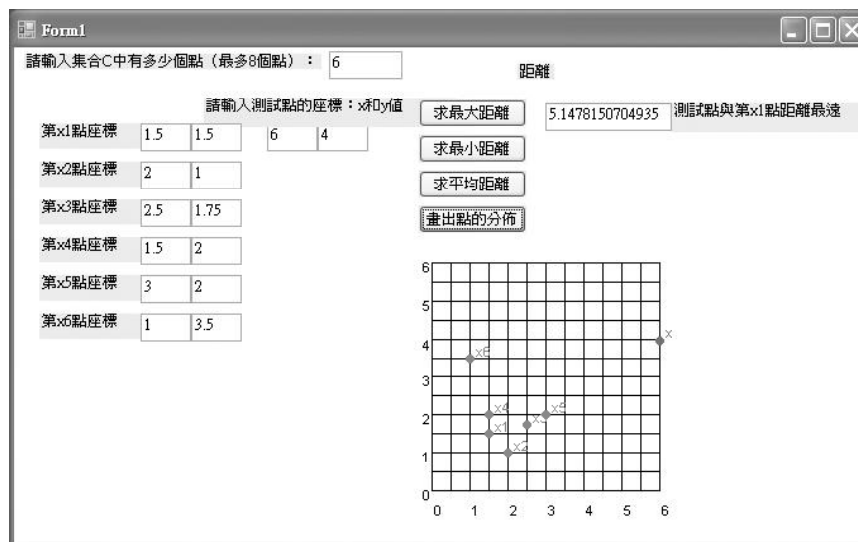 Form1
請輸入集合C中有多少個點（最多8個點）： 6
距離
請輸入測試點的座標：x和y值
求最大距離 5.1478150704935 測試點與第x1點距離最遠
第x1點座標 1.5 1.5 6 4
求最小距離
第x2點座標 2 1
求平均距離
第x3點座標 2.5 1.75
畫出點的分佈
第x4點座標 1.5 2
第x5點座標 3 2
第x6點座標 1 3.5
6
5
4
x
x6
3
x4 x5
2
x3
x1
x2
1
0
0 1 2 3 4 5 6